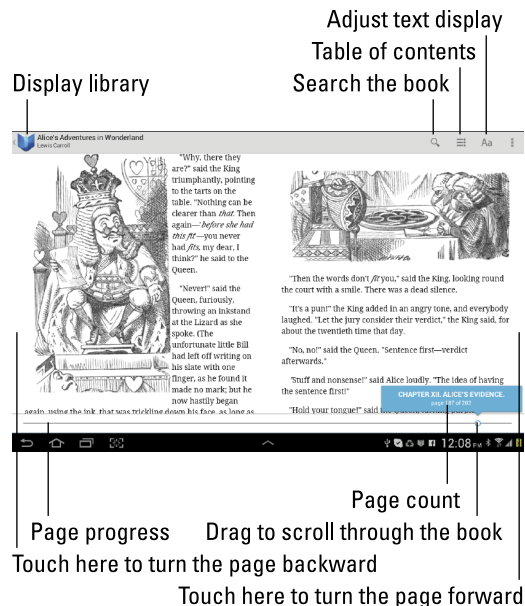 Adjust text display
Table of contents
Search the book
Display library
Alice's Adventures in Wonderland
Lewis Carroll
Aa
"Why, there they
are?" said the King
triumphantly, pointing
to the tarts on the
table. "Nothing can be
clearer than that. Then
again—'before she had
this fit—you never
had fits, my dear, I
think?" he said to the
Queen.
"Never!" said the
Queen, furiously,
throwing an inkstand
at the Lizard as she
spoke. (The
unfortunate little Bill
had left off writing on
his slate with one
finger, as he found it
made no mark; but he
now hastily began
again, using the ink, that was trickling down his face, as long as
"Then the words don't fit you," said the King, looking round
the court with a smile. There was a dead silence.
"It's a pun!" the King added in an angry tone, and everybody
laughed. "Let the jury consider their verdict," the King said, for
about the twentieth time that day.
"No, no!" said the Queen. "Sentence first—verdict
afterwards."
"Stuff and nonsense!" said Alice loudly. "The idea of having
the sentence first!"
"Hold your tongue!" said
CHAPTER XII. ALICE'S EVIDENCE.
of 202
12:08 PM
Page count
Page progress
Drag to scroll through the book
Touch here to turn the page backward
Touch here to turn the page forward